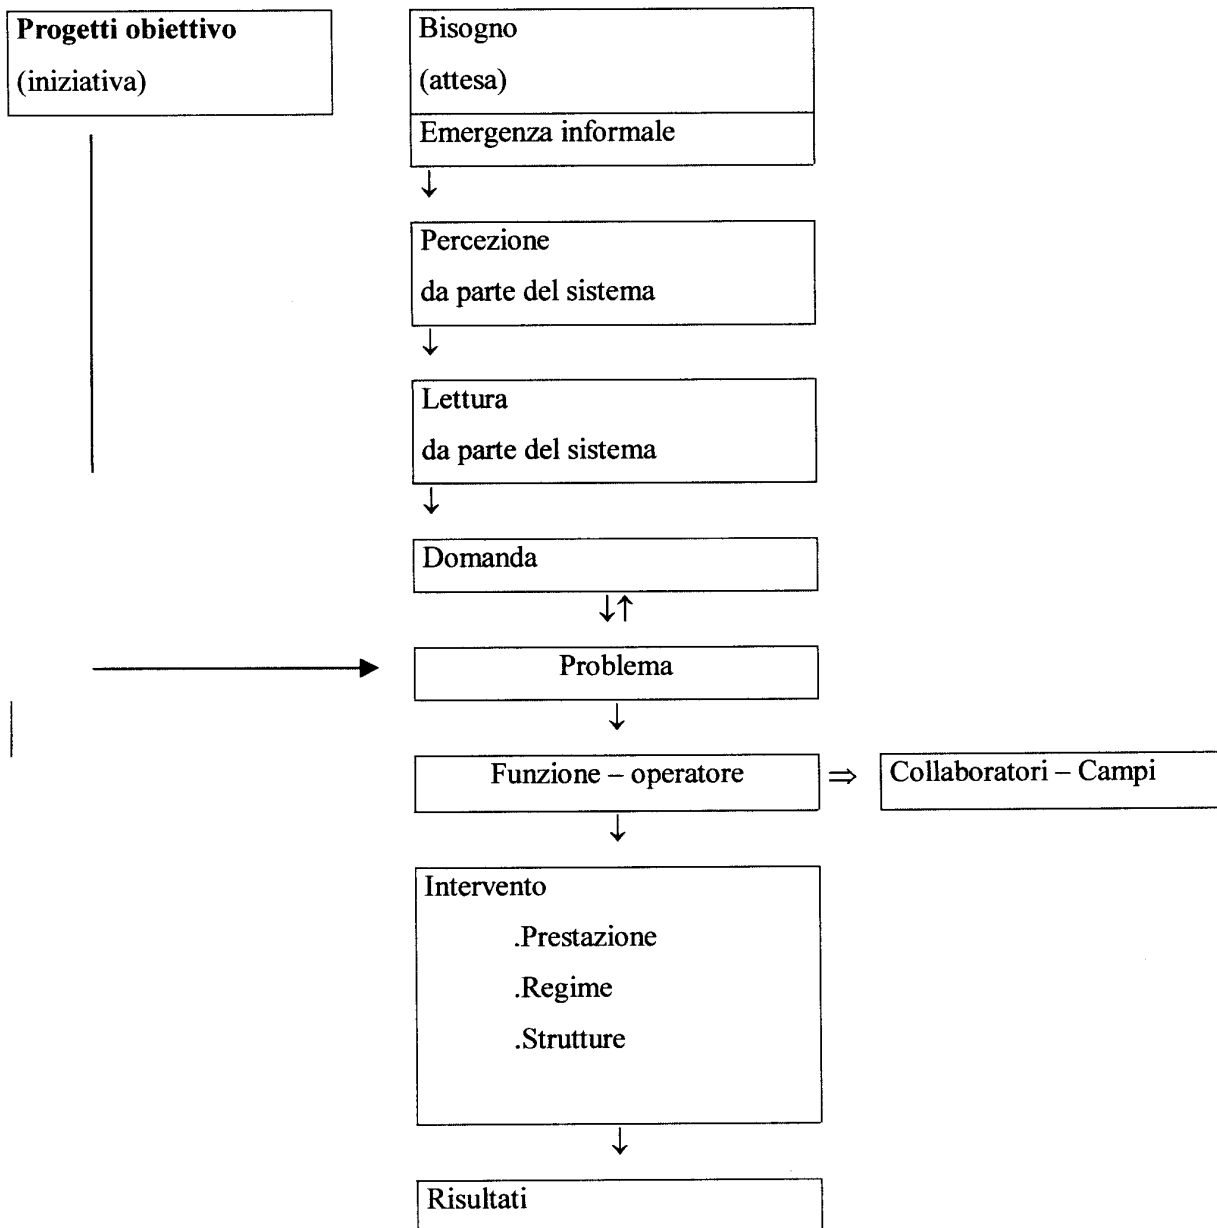 Progetti obiettivo
(iniziativa)
Bisogno
(attesa)
Emergenza informale
↓
Percezione
da parte del sistema
↓
Lettura
da parte del sistema
↓
Domanda
↓↑
Problema
↓
Funzione – operatore ⇒ Collaboratori – Campi
↓
Intervento
.Prestazione
.Regime
.Strutture
↓
Risultati